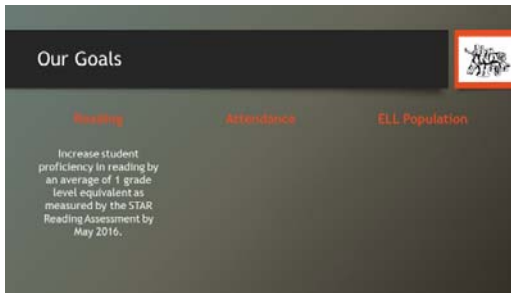 Our Goals
Reading
Attendance
ELL Population
Increase student
proficiency in reading by
an average of 1 grade
level equivalent as
measured by the STAR
Reading Assessment by
May 2016.